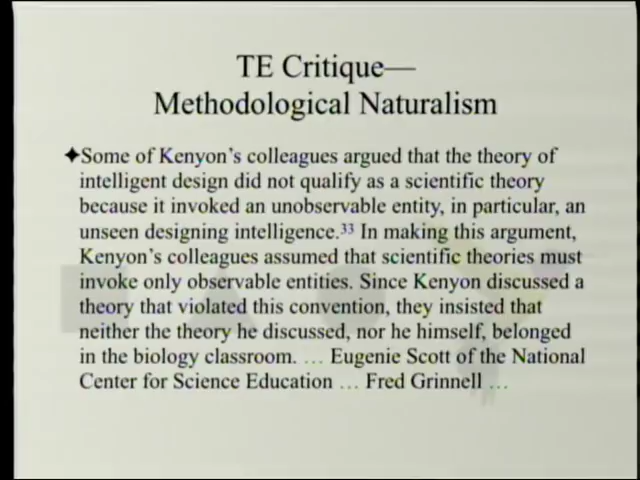 TE Critique—
Methodological Naturalism
✦Some of Kenyon's colleagues argued that the theory of
intelligent design did not qualify as a scientific theory
because it invoked an unobservable entity, in particular, an
unseen designing intelligence.³³ In making this argument,
Kenyon's colleagues assumed that scientific theories must
invoke only observable entities. Since Kenyon discussed a
theory that violated this convention, they insisted that
neither the theory he discussed, nor he himself, belonged
in the biology classroom. … Eugenie Scott of the National
Center for Science Education … Fred Grinnell …